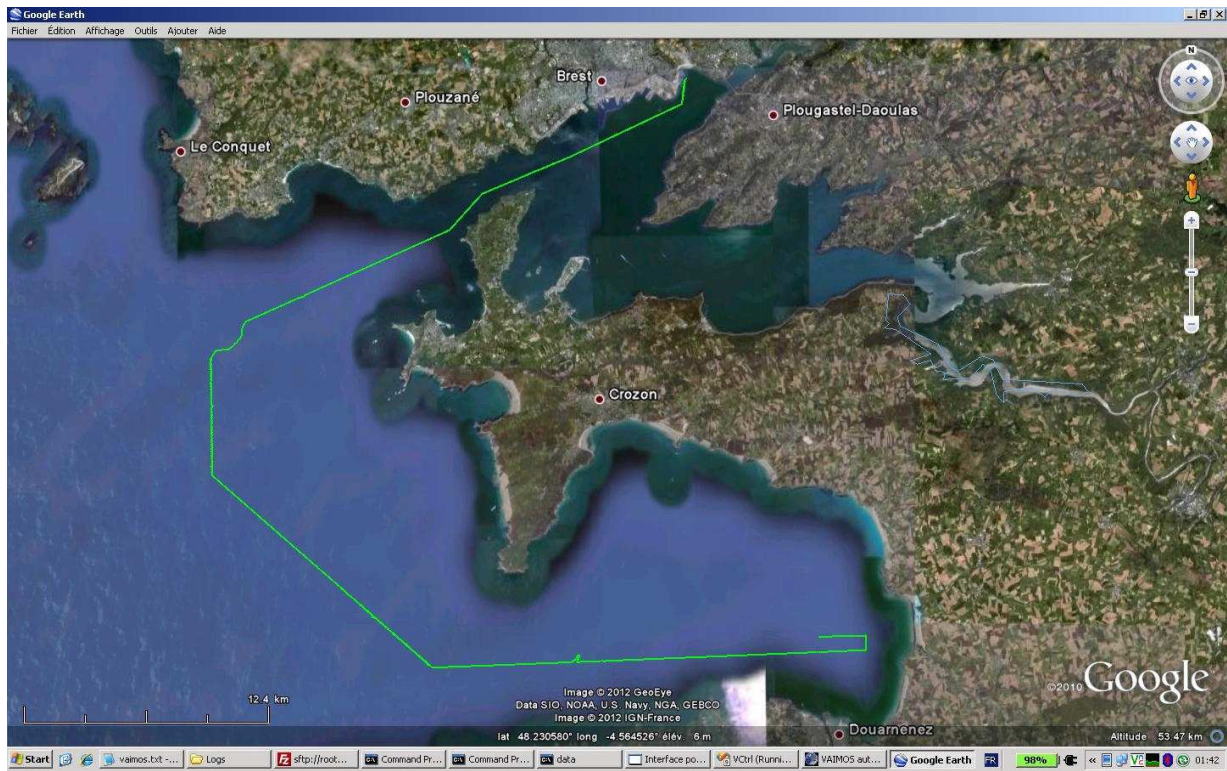 Google Earth
Fichier Édition Affichage Outils Ajouter Aide
N
Brest
Plouzané
Plougastel-Daoulas
Le Conquet
Crozon
12.4 km
Image © 2012 GeoEye
Data SIO, NOAA, U.S. Navy, NGA, GEBCO
Image © 2012 IGN-France
©2010 Google
Douarnenez
lat 48.230580° long -4.564526° élév. 6 m
Altitude 53.47 km
Start vaimos.txt -... Logs sftp://root... Command Pr... Command Pr... data Interface po... VCtrl (Runni... VAIMOS aut... Google Earth FR 98% « 01:42